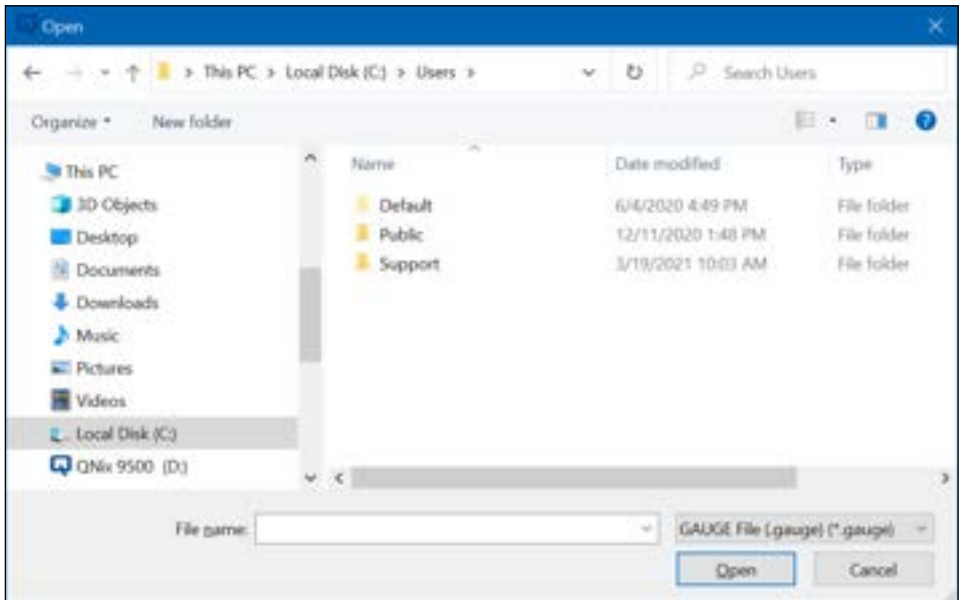 Open
This PC > Local Disk (C:) > Users >
Search Users
Organize
New folder
Name
Date modified
Type
This PC
3D Objects
Desktop
Documents
Downloads
Music
Pictures
Videos
Local Disk (C:)
QNix 9500 (D:)
Default 6/4/2020 4:49 PM File folder
Public 12/11/2020 1:48 PM File folder
Support 3/19/2021 10:03 AM File folder
File name:
GAUGE File (.gauge) (*.gauge)
Open
Cancel